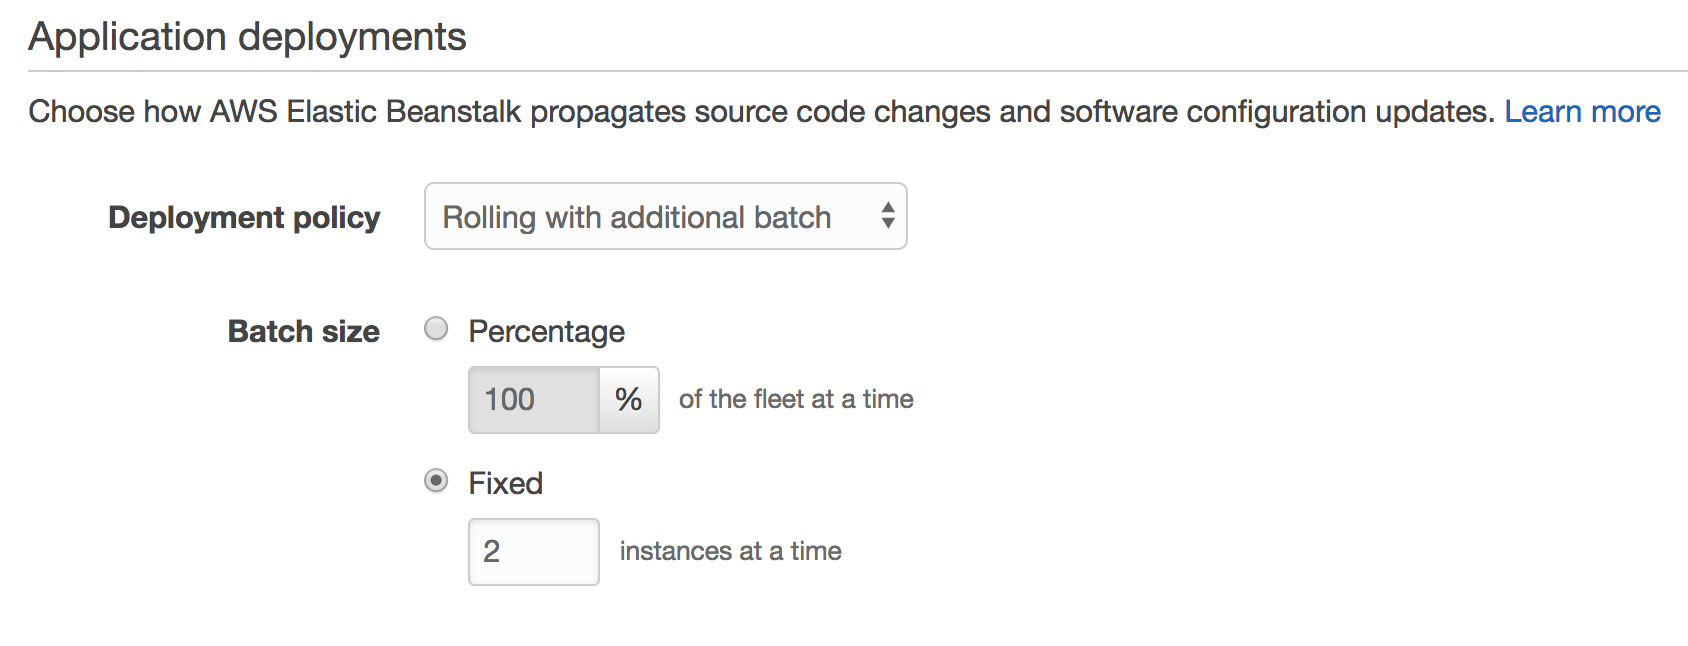 Application deployments
Choose how AWS Elastic Beanstalk propagates source code changes and software configuration updates. Learn more
Deployment policy Rolling with additional batch
Batch size Percentage
100 % of the fleet at a time
Fixed
2 instances at a time